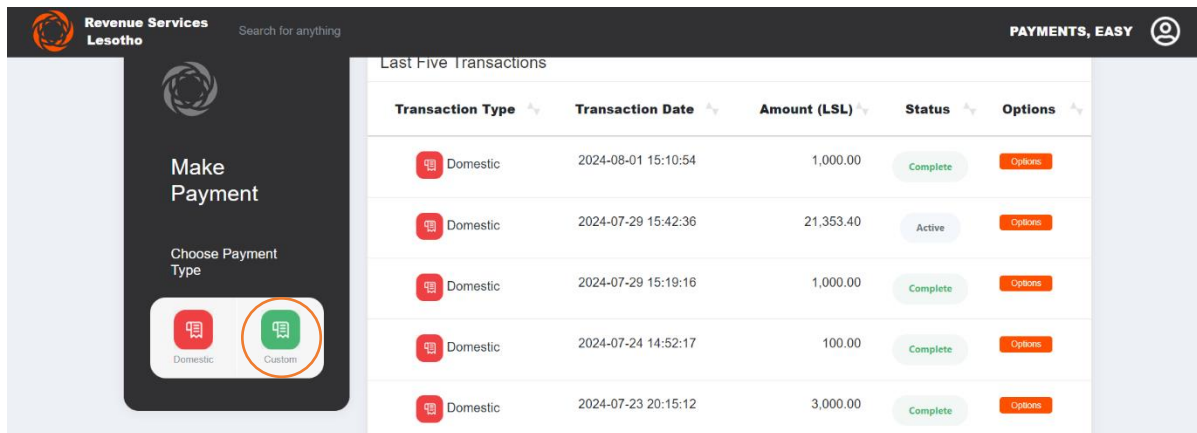 Revenue Services
Lesotho
Search for anything
PAYMENTS, EASY
Make
Payment
Choose Payment
Type
Domestic
Custom
Last Five Transactions
Transaction Type Transaction Date Amount (LSL) Status Options
Domestic 2024-08-01 15:10:54 1,000.00 Complete Options
Domestic 2024-07-29 15:42:36 21,353.40 Active Options
Domestic 2024-07-29 15:19:16 1,000.00 Complete Options
Domestic 2024-07-24 14:52:17 100.00 Complete Options
Domestic 2024-07-23 20:15:12 3,000.00 Complete Options